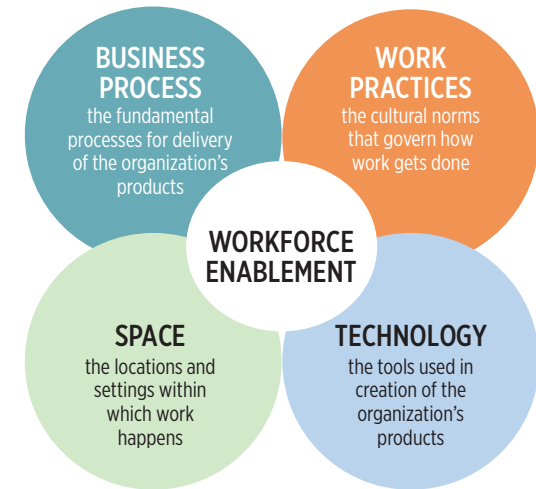 BUSINESS
PROCESS
the fundamental
processes for delivery
of the organization’s
products
WORK
PRACTICES
the cultural norms
that govern how
work gets done
WORKFORCE
ENABLEMENT
SPACE
the locations and
settings within
which work
happens
TECHNOLOGY
the tools used in
creation of the
organization’s
products